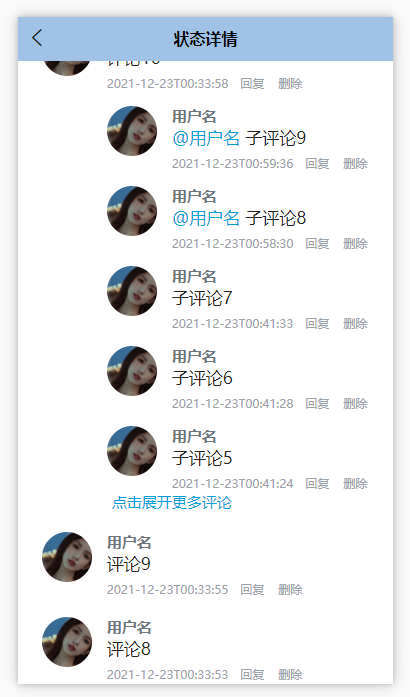 状态详情
评论10
2021-12-23T00:33:58 回复 删除
用户名
@用户名 子评论9
2021-12-23T00:59:36 回复 删除
用户名
@用户名 子评论8
2021-12-23T00:58:30 回复 删除
用户名
子评论7
2021-12-23T00:41:33 回复 删除
用户名
子评论6
2021-12-23T00:41:28 回复 删除
用户名
子评论5
2021-12-23T00:41:24 回复 删除
点击展开更多评论
用户名
评论9
2021-12-23T00:33:55 回复 删除
用户名
评论8
2021-12-23T00:33:53 回复 删除